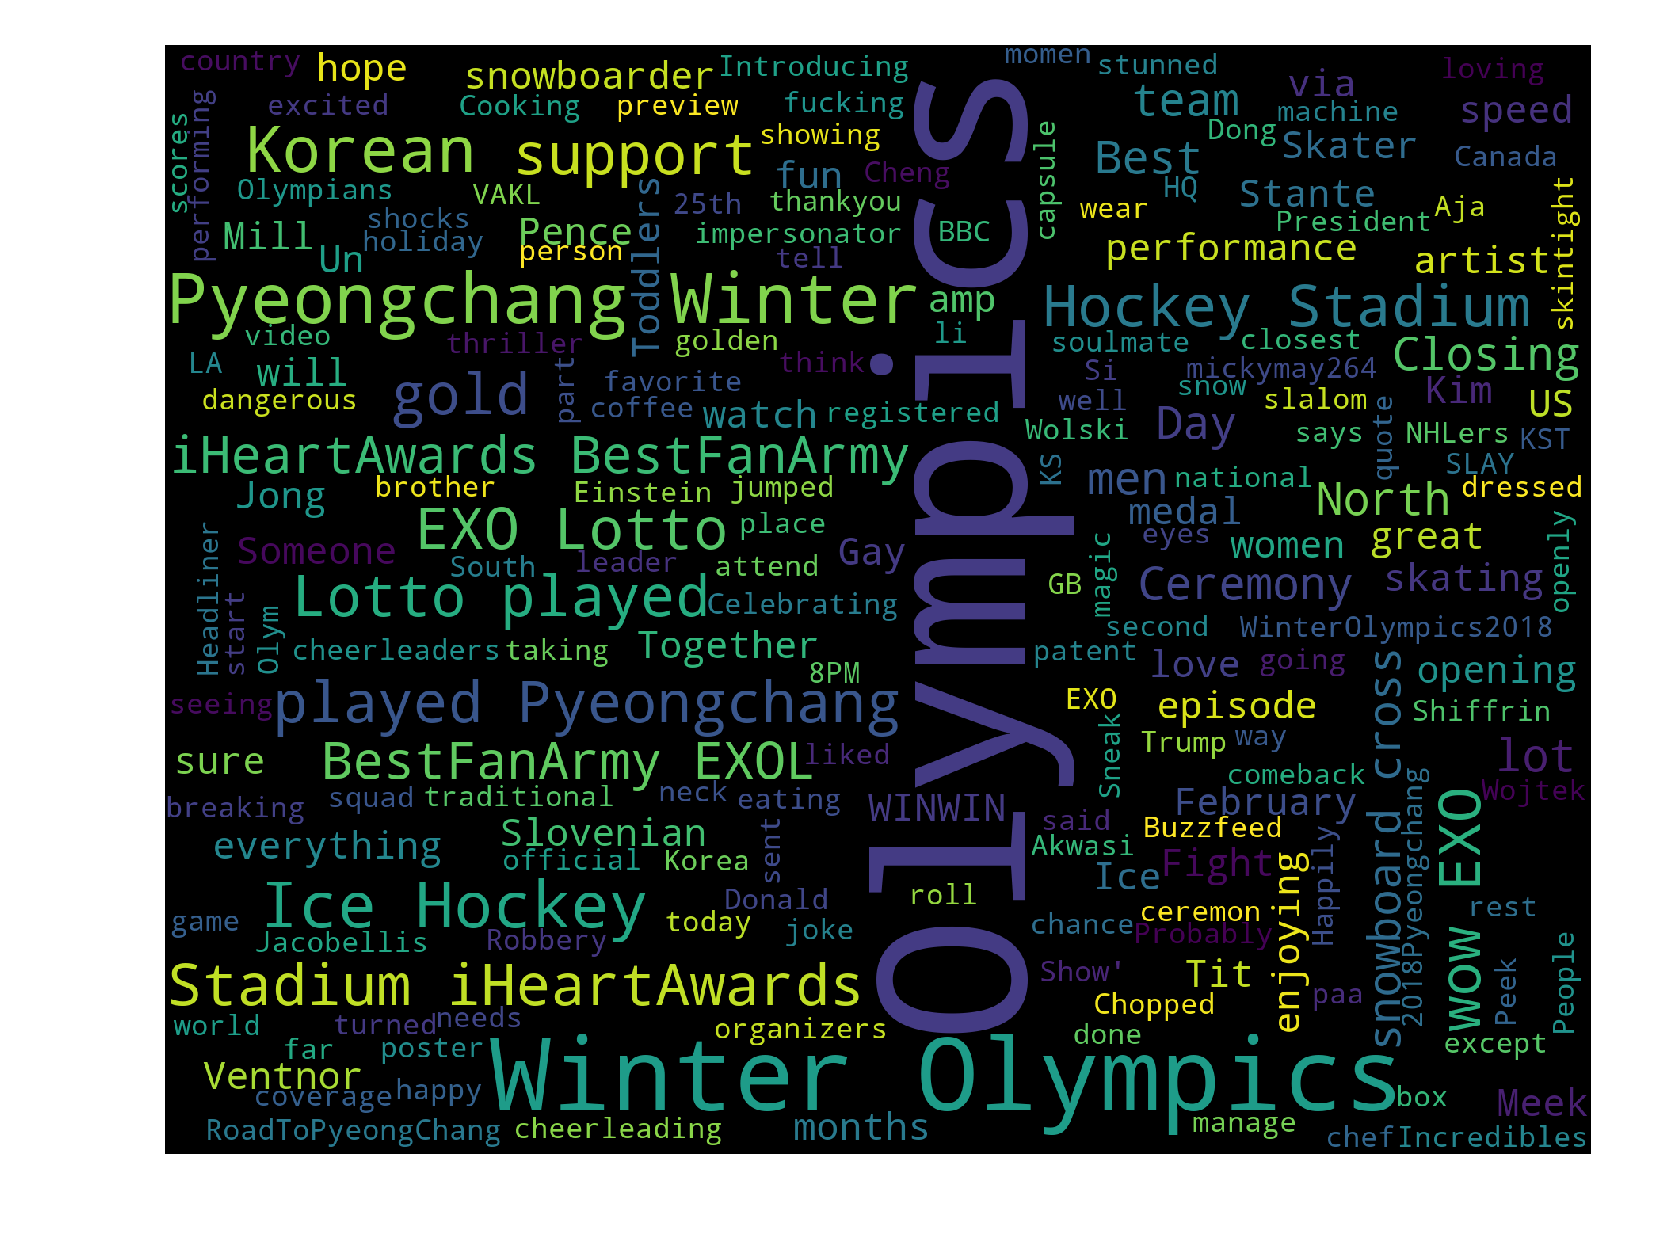 country
hope
snowboarder
Introducing
momen
stunned
via
loving
scores
performing
excited
Cooking
preview
fucking
team
machine
speed
Korean
support
showing
capsule
Dong
Skater
Best
Canada
fun
Cheng
Olympians
VAKL
25th
thankyou
HQ
Stante
Aja
wear
President
skintight
Mill
shocks
holiday
Pence
person
Toddlers
impersonator
BBC
tell
Un
performance
artist
Pyeongchang Winter
amp
Hockey Stadium
li
video
thriller
golden
soulmate
closest
Closing
LA
will
think
Si
mickymay264
dangerous
gold
part
favorite
coffee
watch
registered
well
snow
slalom
Kim
US
Wolski
Day
says
quote
NHLers
KST
iHeartAwards BestFanArmy
KS
men
national
SLAY
Jong
brother
Einstein
jumped
North
dressed
medal
EXO Lotto
place
eyes
women
great
openly
Headliner
Someone
South
leader
attend
Gay
magic
GB
Ceremony
skating
start
Olym
Lotto played
Celebrating
second
WinterOlympics2018
cheerleaders
taking
Together
8PM
patent
love
going
opening
Olympics
seeing
played Pyeongchang
EXO
episode
Shiffrin
snowboard cross
sure
BestFanArmy EXOL
liked
Sneak
Trump
way
lot
comeback
Wojtek
breaking
squad
traditional
neck
eating
WINWIN
February
said
Buzzfeed
2018Pyeongchang
wow EXO
everything
Slovenian
official
Korea
sent
Akwasi
Ice
Fight
enjoying
Happily
Ice Hockey
roll
Donald
rest
game
today
joke
chance
ceremon
Probably
Jacobellis
Robbery
Stadium iHeartAwards
Show'
Tit
paa
Peek
People
Chopped
world
turned
needs
organizers
done
except
far
poster
Winter Olympics
Ventnor
coverage
happy
box
Meek
RoadToPyeongChang
cheerleading
months
manage
chef
Incredibles